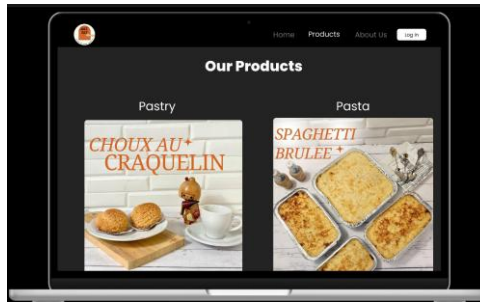 Home Products About Us log in
Our Products
Pastry
Pasta
CHOUX AU
CRAQUELIN
SPAGHETTI
BRULEE